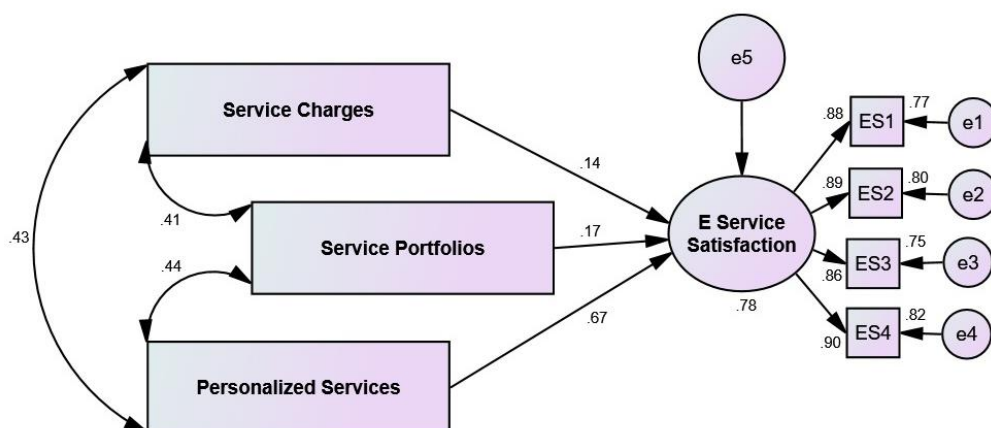 e5
Service Charges
.88
ES1
.77
e1
.14
.89
ES2
.80
e2
.41
.43
Service Portfolios
.17
E Service
Satisfaction
.75
ES3
e3
.86
.44
.67
.78
.82
ES4
e4
.90
Personalized Services